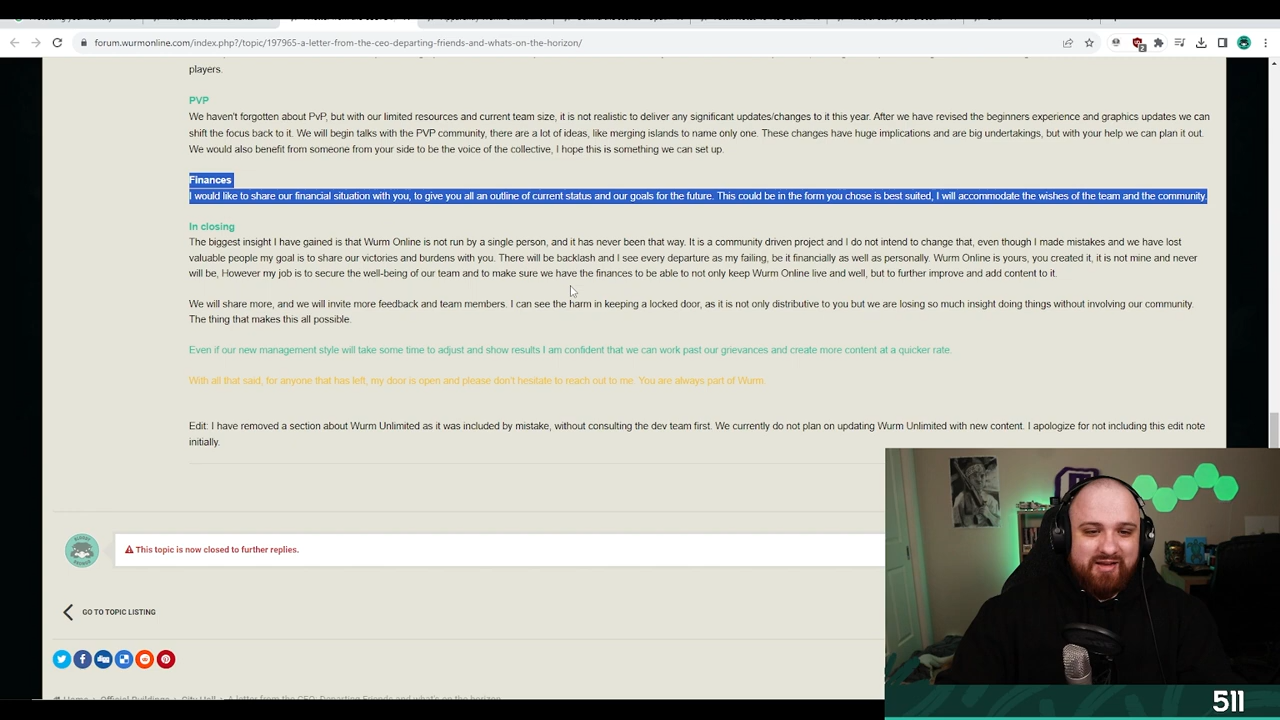 forum.wurmonline.com/index.php?/topic/197965-a-letter-from-the-ceo-departing-friends-and-whats-on-the-horizon/
players.
PVP
We haven't forgotten about PvP, but with our limited resources and current team size, it is not realistic to deliver any significant updates/changes to it this year. After we have revised the beginners experience and graphics updates we can
shift the focus back to it. We will begin talks with the PVP community, there are a lot of ideas, like merging islands to name only one. These changes have huge implications and are big undertakings, but with your help we can plan it out.
We would also benefit from someone from your side to be the voice of the collective, I hope this is something we can set up.
Finances
I would like to share our financial situation with you, to give you all an outline of current status and our goals for the future. This could be in the form you chose is best suited, I will accommodate the wishes of the team and the community.
In closing
The biggest insight I have gained is that Wurm Online is not run by a single person, and it has never been that way. It is a community driven project and I do not intend to change that, even though I made mistakes and we have lost
valuable people my goal is to share our victories and burdens with you. There will be backlash and I see every departure as my failing, be it financially as well as personally. Wurm Online is yours, you created it, it is not mine and never
will be, However my job is to secure the well-being of our team and to make sure we have the finances to be able to not only keep Wurm Online live and well, but to further improve and add content to it.
We will share more, and we will invite more feedback and team members. I can see the harm in keeping a locked door, as it is not only distributive to you but we are losing so much insight doing things without involving our community.
The thing that makes this all possible.
Even if our new management style will take some time to adjust and show results I am confident that we can work past our grievances and create more content at a quicker rate.
With all that said, for anyone that has left, my door is open and please don't hesitate to reach out to me. You are always part of Wurm.
Edit: I have removed a section about Wurm Unlimited as it was included by mistake, without consulting the dev team first. We currently do not plan on updating Wurm Unlimited with new content. I apologize for not including this edit note
initially.
This topic is now closed to further replies.
GO TO TOPIC LISTING
Home
Official Buildings
City Hall
A letter from the CEO: Departing Friends and what's on the horizon
511